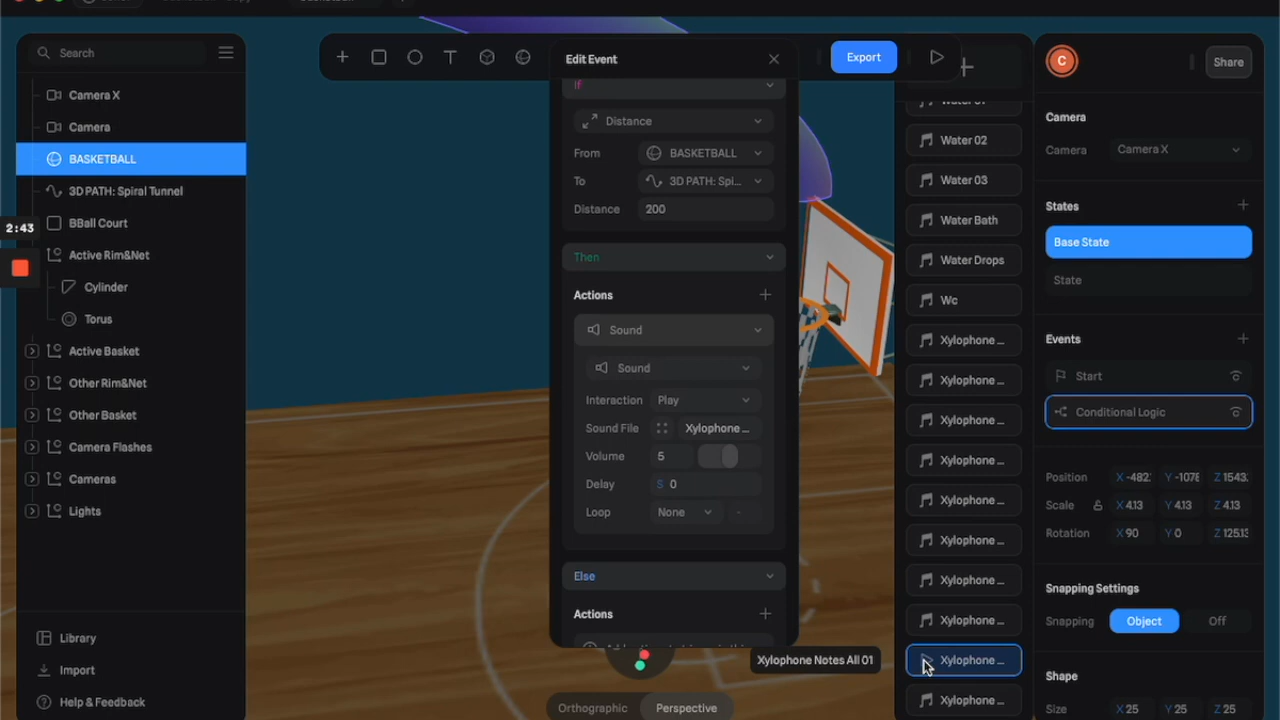 Search
Camera X
Camera
BASKETBALL
3D PATH: Spiral Tunnel
BBall Court
Active Rim&Net
Cylinder
Torus
Active Basket
Other Rim&Net
Other Basket
Camera Flashes
Cameras
Lights
Library
Import
Help & Feedback
2:43
T
Export
Edit Event
If
Distance
From BASKETBALL
To 3D PATH: Spi...
Distance 200
Then
Actions
Sound
Sound
Interaction Play
Sound File Xylophone ...
Volume 5
Delay S 0
Loop None -
Else
Actions
Orthographic Perspective
Xylophone Notes All 01
Water 02
Water 03
Water Bath
Water Drops
Wc
Xylophone ...
Xylophone ...
Xylophone ...
Xylophone ...
Xylophone ...
Xylophone ...
Xylophone ...
Xylophone ...
Xylophone ...
Xylophone ...
C
Share
Camera
Camera Camera X
States
Base State
State
Events
Start
Conditional Logic
Position X -482. Y -1078 Z 1543.
Scale X 4.13 Y 4.13 Z 4.13
Rotation X 90 Y 0 Z 125.13
Snapping Settings
Snapping Object Off
Shape
Size X 25 Y 25 Z 25